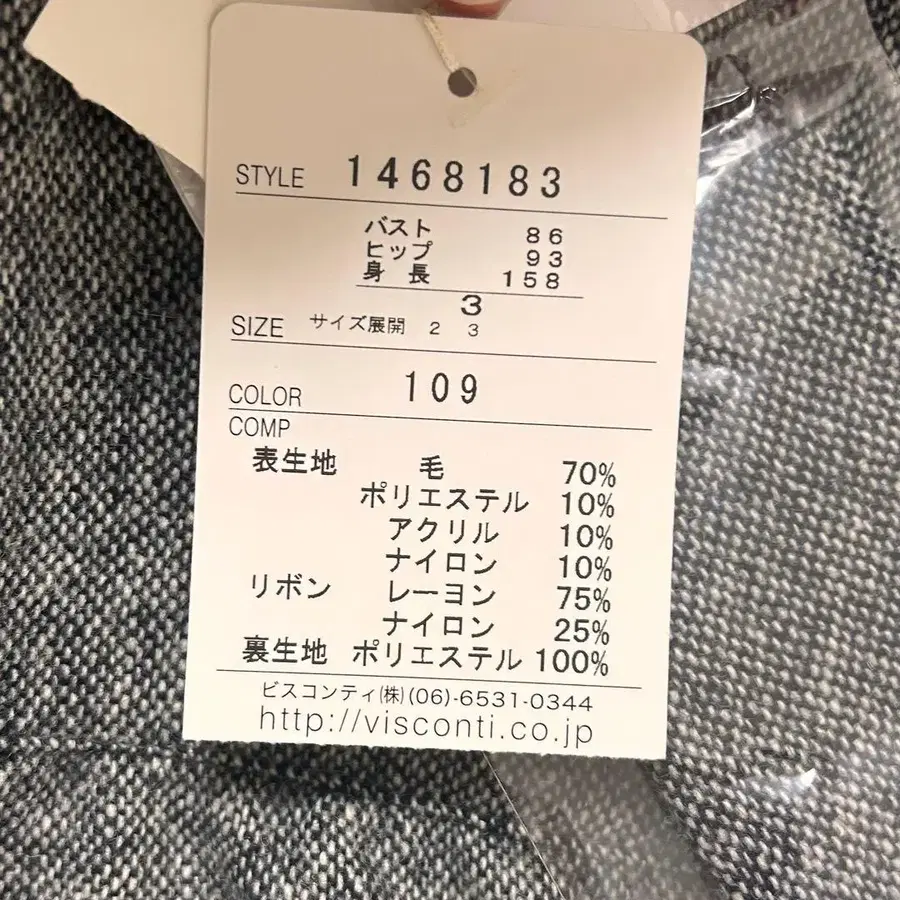 STYLE 1468183
バスト 86
ヒップ 93
身長 158
3
SIZE サイズ展開 2 3
COLOR 109
COMP
表生地 毛 70%
ポリエステル 10%
アクリル 10%
ナイロン 10%
リボン レーヨン 75%
ナイロン 25%
裏生地 ポリエステル 100%
ビスコンティ(株)(06)-6531-0344
http://visconti.co.jp